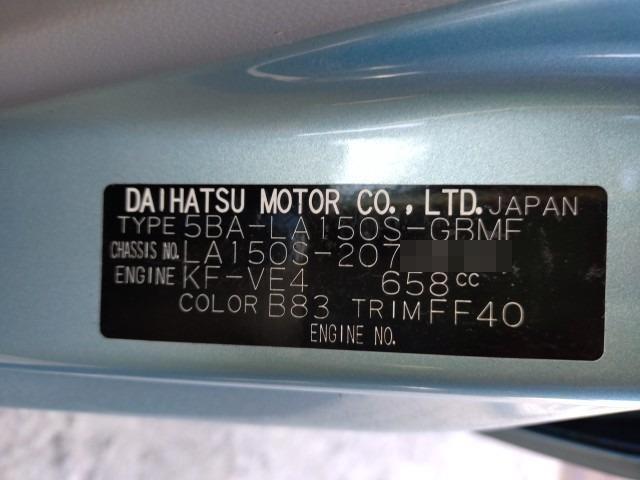 DAIHATSU MOTOR CO., LTD. JAPAN
TYPE 5BA-LA150S-GBMF
CHASSIS NO. LA150S-207
ENGINE KF-VE4 658cc
COLOR B83 TRIM FF40
ENGINE NO.